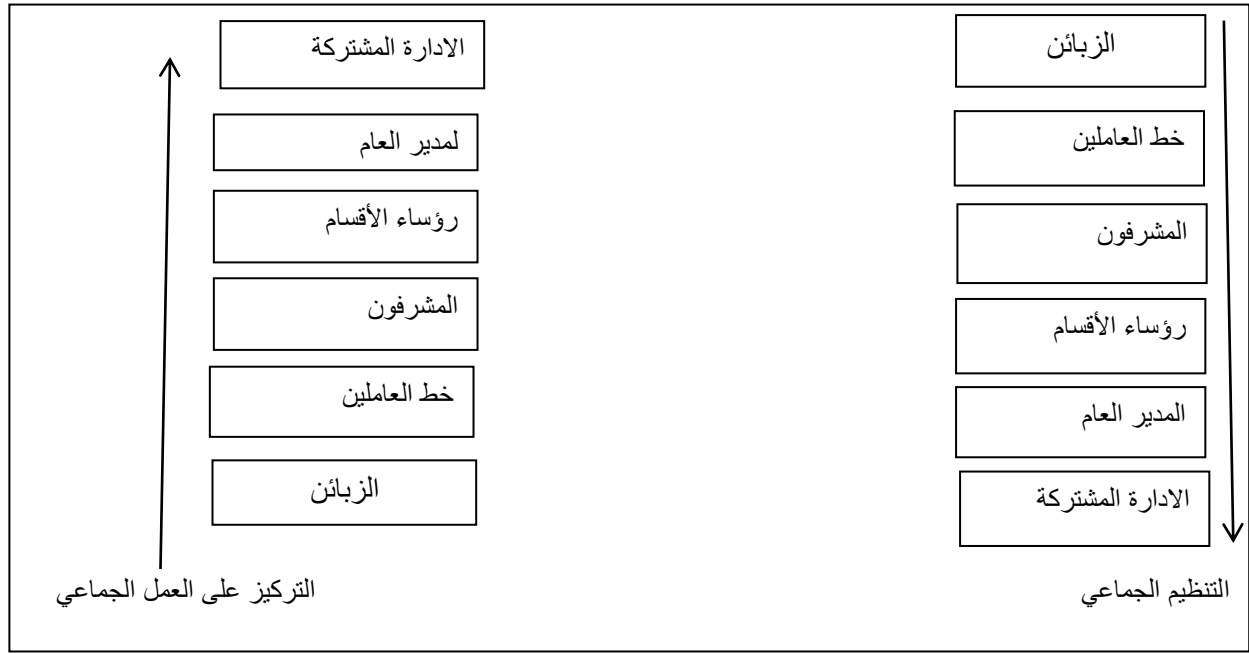 الزبائن
خط العاملين
المشرفون
رؤساء الأقسام
المدير العام
الادارة المشتركة
التنظيم الجماعي
الادارة المشتركة
لمدير العام
رؤساء الأقسام
المشرفون
خط العاملين
الزبائن
التركيز على العمل الجماعي